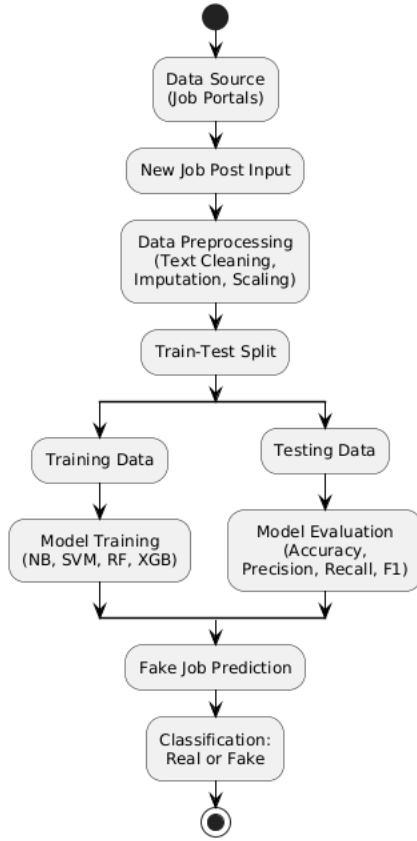 Data Source
(Job Portals)
New Job Post Input
Data Preprocessing
(Text Cleaning,
Imputation, Scaling)
Train-Test Split
Training Data
Testing Data
Model Training
(NB, SVM, RF, XGB)
Model Evaluation
(Accuracy,
Precision, Recall, F1)
Fake Job Prediction
Classification:
Real or Fake